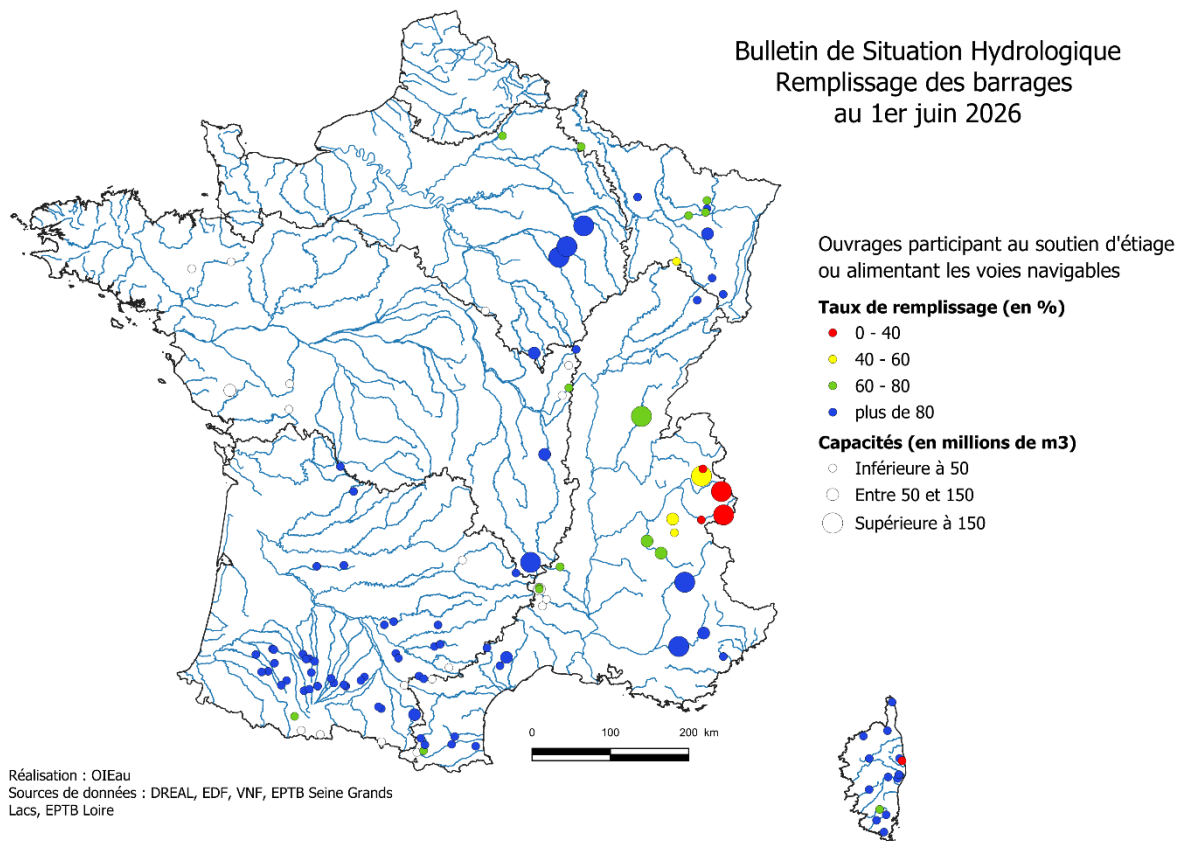 Bulletin de Situation Hydrologique
Remplissage des barrages
au 1er juin 2026
Ouvrages participant au soutien d'étiage
ou alimentant les voies navigables
Taux de remplissage (en %)
0 - 40
40 - 60
60 - 80
plus de 80
Capacités (en millions de m3)
Inférieure à 50
Entre 50 et 150
Supérieure à 150
0 100 200 km
Réalisation : OIEau
Sources de données : DREAL, EDF, VNF, EPTB Seine Grands
Lacs, EPTB Loire